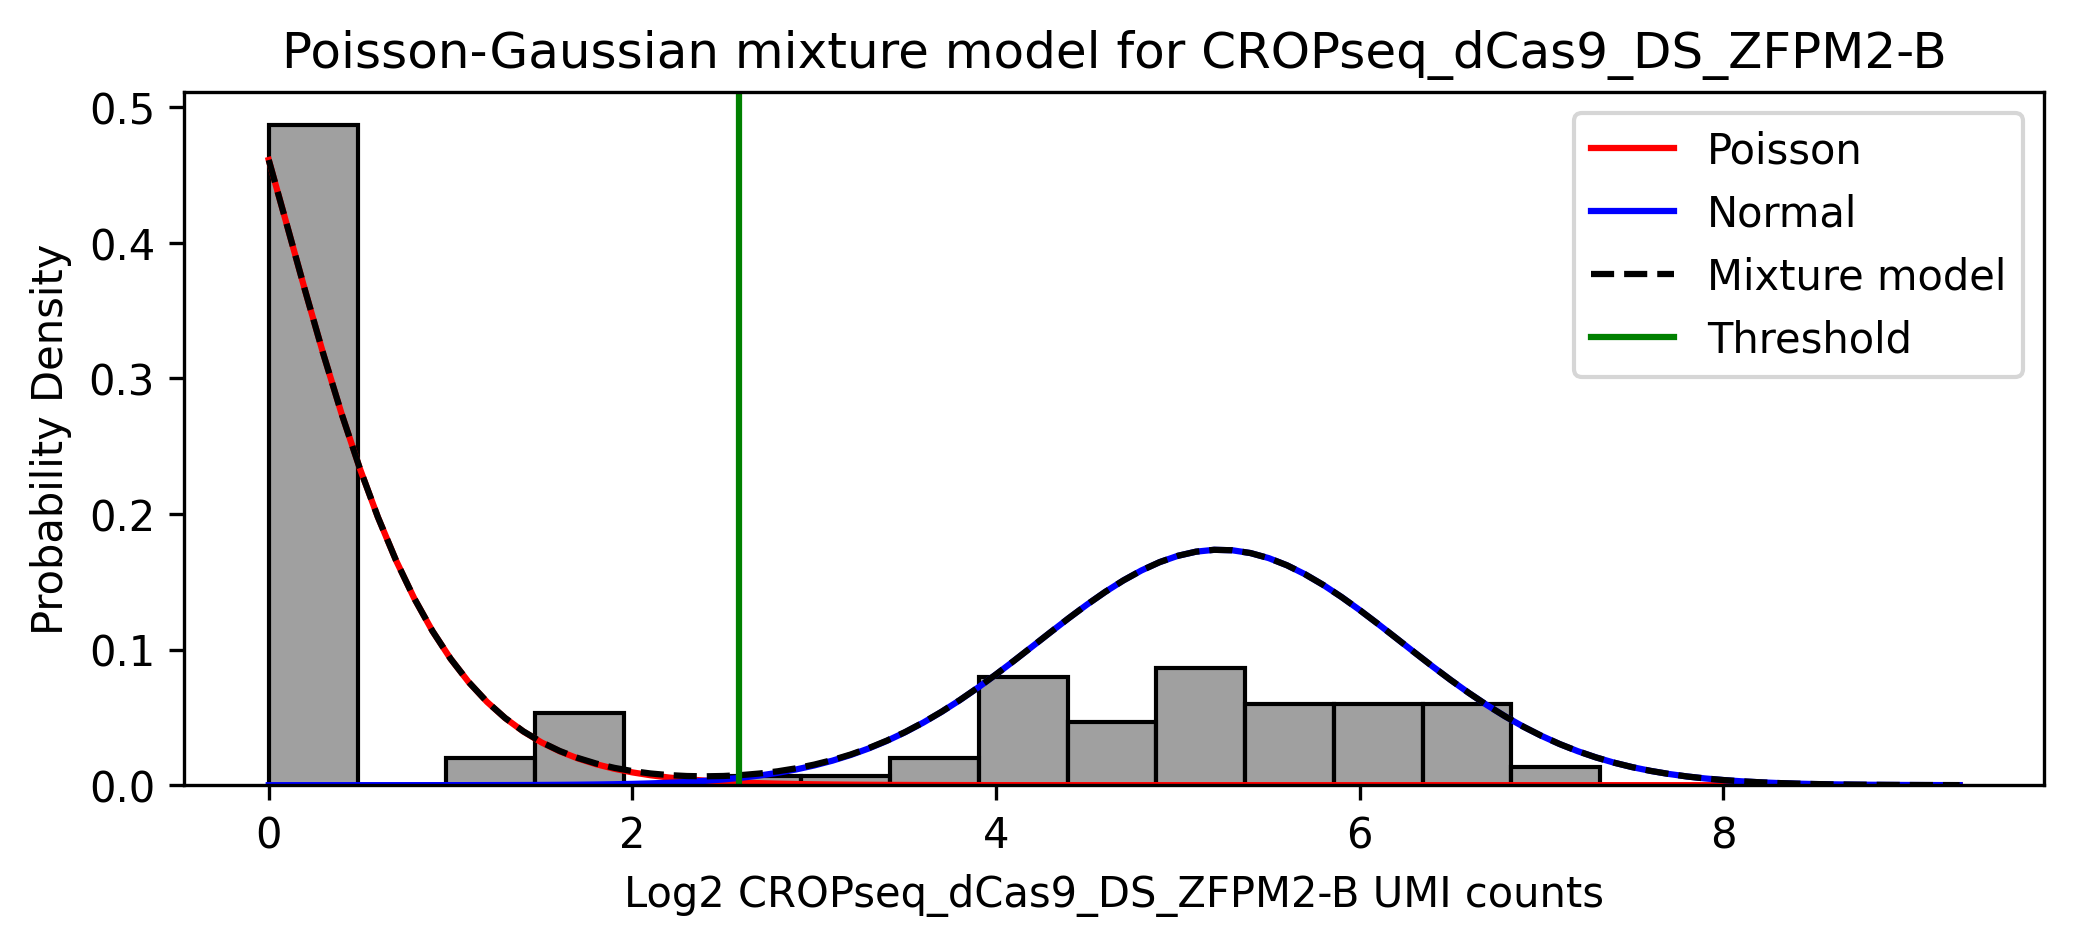 Poisson-Gaussian mixture model for CROPseq_dCas9_DS_ZFPM2-B
Probability Density
0.5
0.4
0.3
0.2
0.1
0.0
Poisson
Normal
Mixture model
Threshold
0 2 4 6 8
Log2 CROPseq_dCas9_DS_ZFPM2-B UMI counts